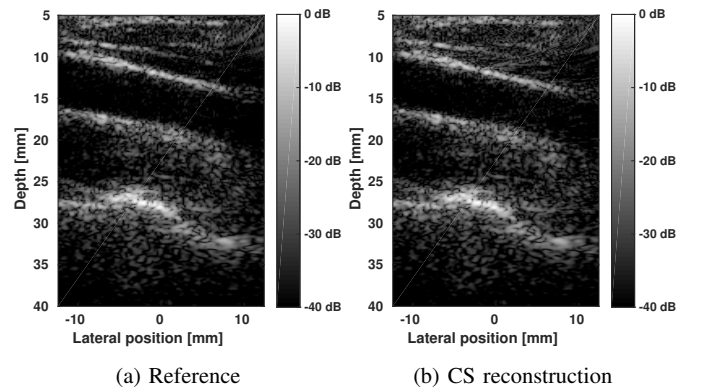 5
10
15
20
25
30
35
40
Depth [mm]
-10 0 10
Lateral position [mm]
0 dB
-10 dB
-20 dB
-30 dB
-40 dB
(a) Reference
5
10
15
20
25
30
35
40
Depth [mm]
-10 0 10
Lateral position [mm]
0 dB
-10 dB
-20 dB
-30 dB
-40 dB
(b) CS reconstruction